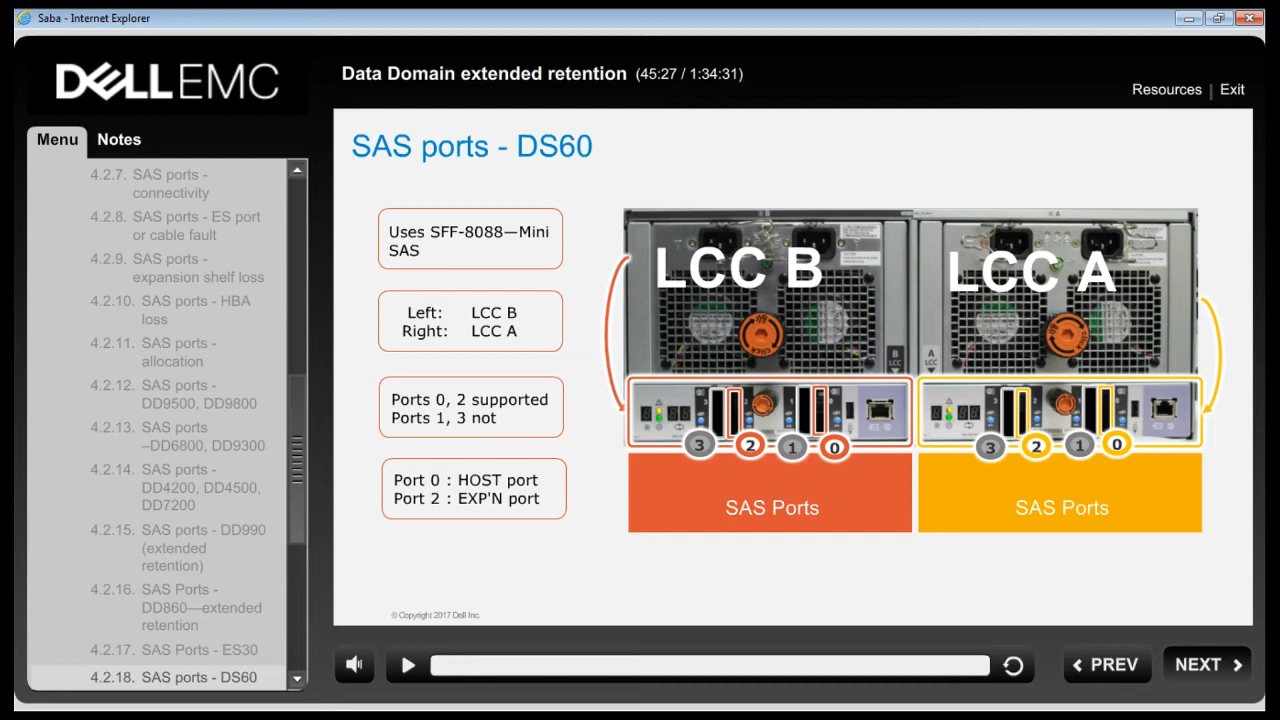 Saba - Internet Explorer
DELLEMC
Data Domain extended retention (45:27 / 1:34:31)
Resources | Exit
Menu
Notes
4.2.7. SAS ports -
connectivity
4.2.8. SAS ports - ES port
or cable fault
4.2.9. SAS ports -
expansion shelf loss
4.2.10. SAS ports - HBA
loss
4.2.11. SAS ports -
allocation
4.2.12. SAS ports -
DD9500, DD9800
4.2.13. SAS ports
–DD6800, DD9300
4.2.14. SAS ports -
DD4200, DD4500,
DD7200
4.2.15. SAS ports - DD990
(extended
retention)
4.2.16. SAS Ports -
DD860—extended
retention
4.2.17. SAS Ports - ES30
4.2.18. SAS ports - DS60
SAS ports - DS60
Uses SFF-8088—Mini
SAS
Left: LCC B
Right: LCC A
Ports 0, 2 supported
Ports 1, 3 not
Port 0 : HOST port
Port 2 : EXP'N port
B
A
LCC B
LCC A
B
LCC
A
LCC
3 2 1 0
3 2 1 0
SAS Ports
SAS Ports
© Copyright 2017 Dell Inc.
PREV
NEXT